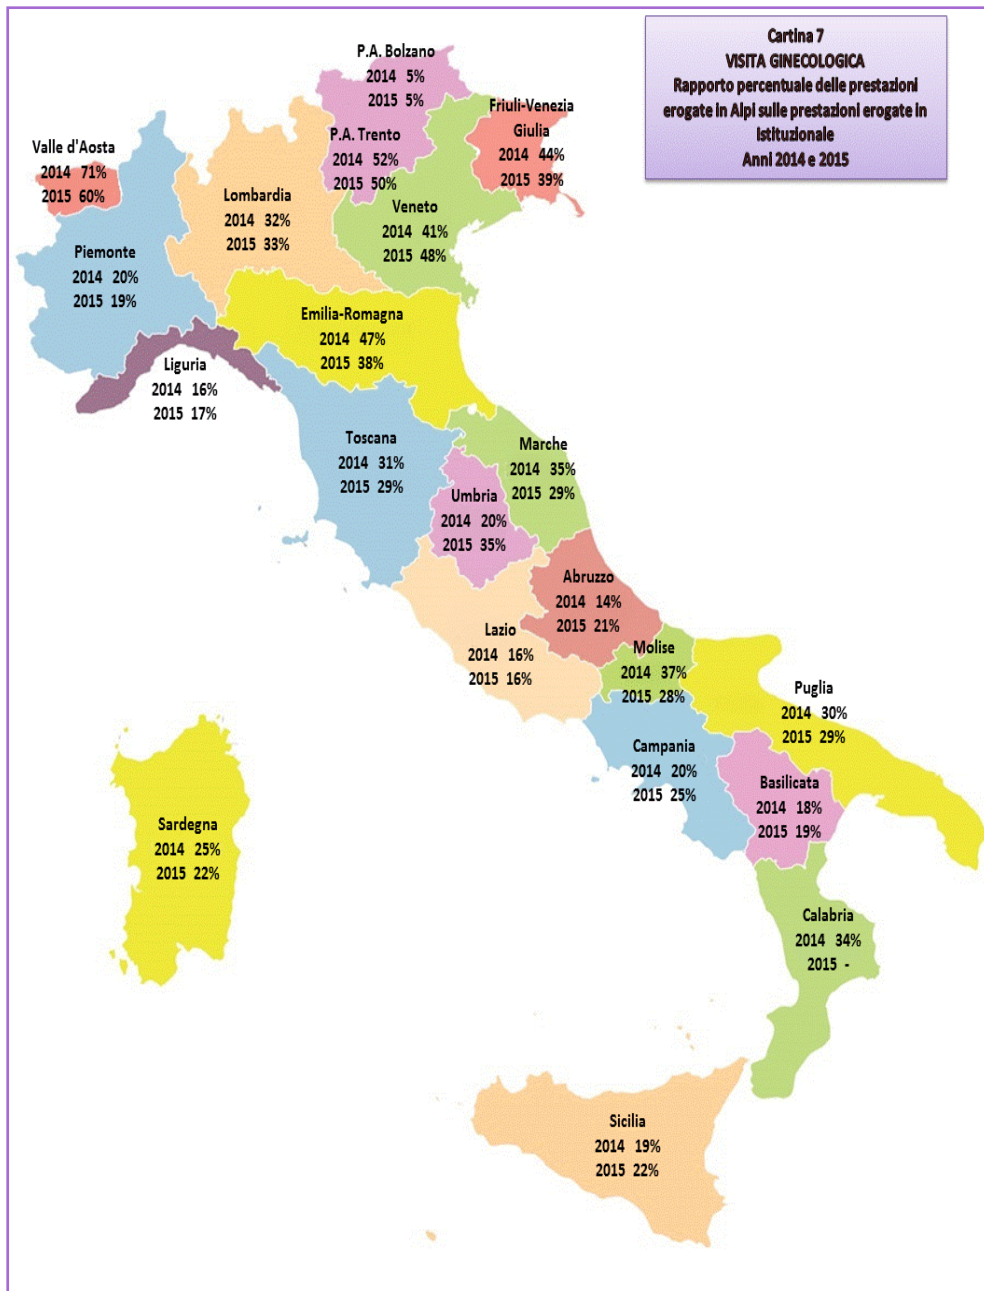 Cartina 7
VISITA GINECOLOGICA
Rapporto percentuale delle prestazioni
erogate in Alpi sulle prestazioni erogate in
Istituzionale
Anni 2014 e 2015
P.A. Bolzano
2014 5%
2015 5%
Friuli-Venezia
Giulia
2014 44%
2015 39%
P.A. Trento
2014 52%
2015 50%
Valle d'Aosta
2014 71%
2015 60%
Lombardia
2014 32%
2015 33%
Veneto
2014 41%
2015 48%
Piemonte
2014 20%
2015 19%
Emilia-Romagna
2014 47%
2015 38%
Liguria
2014 16%
2015 17%
Toscana
2014 31%
2015 29%
Marche
2014 35%
2015 29%
Umbria
2014 20%
2015 35%
Abruzzo
2014 14%
2015 21%
Lazio
2014 16%
2015 16%
Molise
2014 37%
2015 28%
Puglia
2014 30%
2015 29%
Campania
2014 20%
2015 25%
Basilicata
2014 18%
2015 19%
Sardegna
2014 25%
2015 22%
Calabria
2014 34%
2015 -
Sicilia
2014 19%
2015 22%